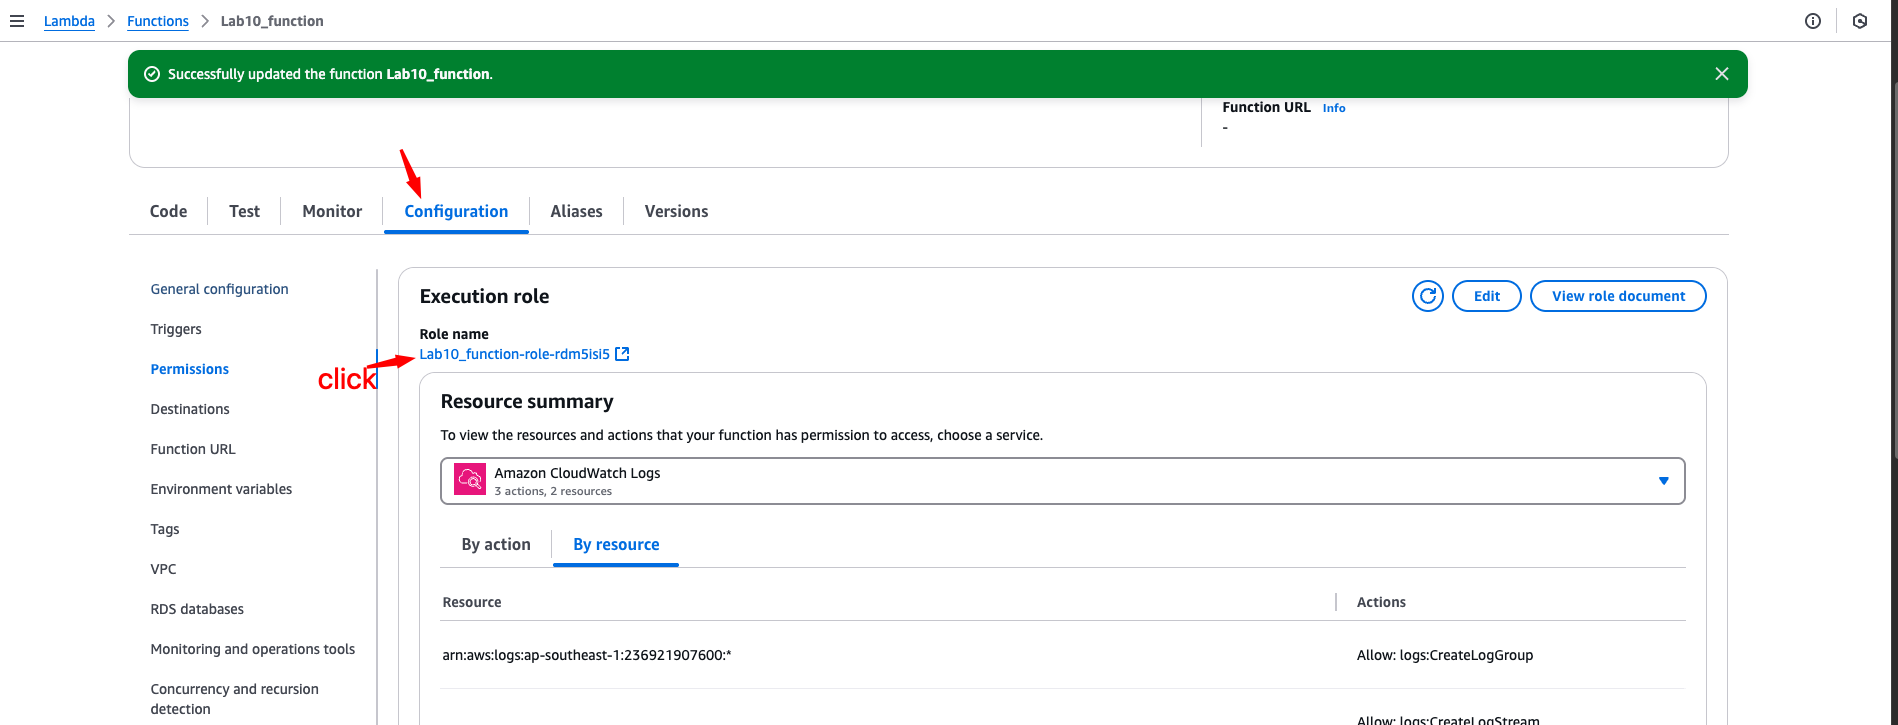 Lambda > Functions > Lab10_function
Successfully updated the function Lab10_function.
Function URL Info
-
Code Test Monitor Configuration Aliases Versions
General configuration
Triggers
Permissions
Destinations
Function URL
Environment variables
Tags
VPC
RDS databases
Monitoring and operations tools
Concurrency and recursion
detection
click
Execution role
Edit
View role document
Role name
Lab10_function-role-rdm5isi5
Resource summary
To view the resources and actions that your function has permission to access, choose a service.
Amazon CloudWatch Logs
3 actions, 2 resources
By action By resource
Resource Actions
arn:aws:logs:ap-southeast-1:236921907600:* Allow: logs:CreateLogGroup
Allow: logs:CreateLogStream